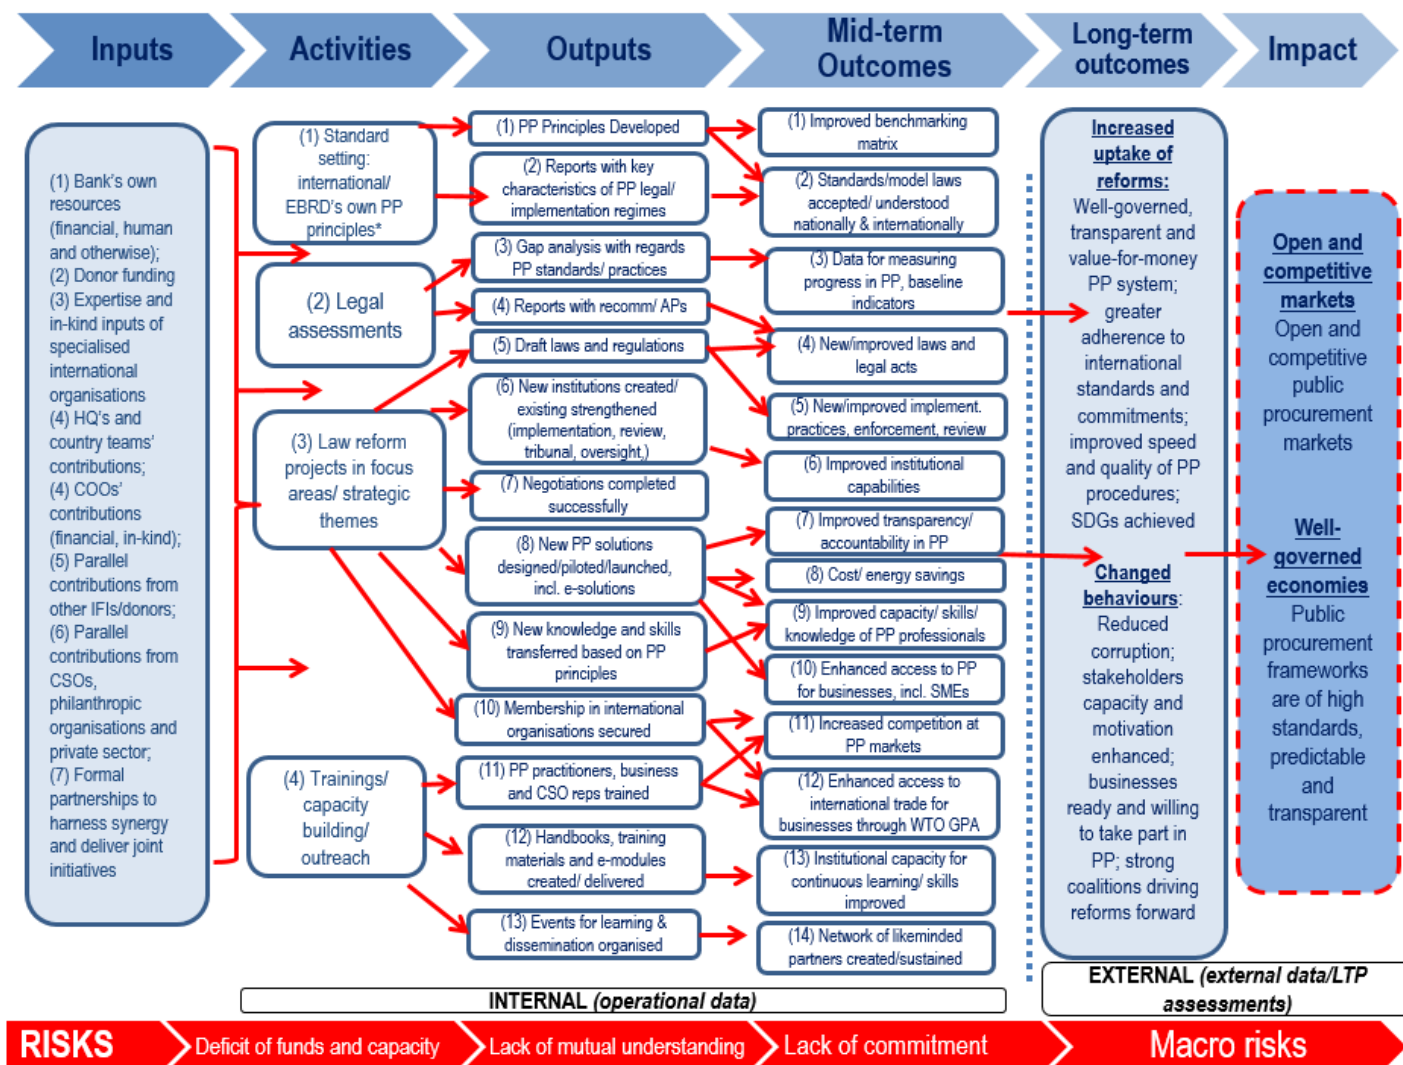 Inputs
Activities
Outputs
Mid-term
Outcomes
Long-term
outcomes
Impact
(1) Bank's own
resources
(financial, human
and otherwise);
(2) Donor funding
(3) Expertise and
in-kind inputs of
specialised
international
organisations
(4) HQ's and
country teams'
contributions;
(4) COOs'
contributions
(financial, in-kind);
(5) Parallel
contributions from
other IFIs/donors;
(6) Parallel
contributions from
CSOs,
philanthropic
organisations and
private sector;
(7) Formal
partnerships to
harness synergy
and deliver joint
initiatives
(1) Standard
setting:
international/
EBRD's own PP
principles*
(2) Legal
assessments
(3) Law reform
projects in focus
areas/ strategic
themes
(4) Trainings/
capacity
building/
outreach
(1) PP Principles Developed
(2) Reports with key
characteristics of PP legal/
implementation regimes
(3) Gap analysis with regards
PP standards/ practices
(4) Reports with recomm/ APs
(5) Draft laws and regulations
(6) New institutions created/
existing strengthened
(implementation, review,
tribunal, oversight,)
(7) Negotiations completed
successfully
(8) New PP solutions
designed/piloted/launched,
incl. e-solutions
(9) New knowledge and skills
transferred based on PP
principles
(10) Membership in international
organisations secured
(11) PP practitioners, business
and CSO reps trained
(12) Handbooks, training
materials and e-modules
created/ delivered
(13) Events for learning &
dissemination organised
(1) Improved benchmarking
matrix
(2) Standards/model laws
accepted/ understood
nationally & internationally
(3) Data for measuring
progress in PP, baseline
indicators
(4) New/improved laws and
legal acts
(5) New/improved implement.
practices, enforcement, review
(6) Improved institutional
capabilities
(7) Improved transparency/
accountability in PP
(8) Cost/ energy savings
(9) Improved capacity/ skills/
knowledge of PP professionals
(10) Enhanced access to PP
for businesses, incl. SMEs
(11) Increased competition at
PP markets
(12) Enhanced access to
international trade for
businesses through WTO GPA
(13) Institutional capacity for
continuous learning/ skills
improved
(14) Network of likeminded
partners created/sustained
Increased
uptake of
reforms:
Well-governed,
transparent and
value-for-money
PP system;
greater
adherence to
international
standards and
commitments;
improved speed
and quality of PP
procedures;
SDGs achieved
Changed
behaviours:
Reduced
corruption;
stakeholders
capacity and
motivation
enhanced;
businesses
ready and willing
to take part in
PP; strong
coalitions driving
reforms forward
Open and
competitive
markets
Open and
competitive
public
procurement
markets
Well-
governed
economies
Public
procurement
frameworks
are of high
standards,
predictable
and
transparent
INTERNAL (operational data)
EXTERNAL (external data/LTP
assessments)
RISKS
Deficit of funds and capacity
Lack of mutual understanding
Lack of commitment
Macro risks